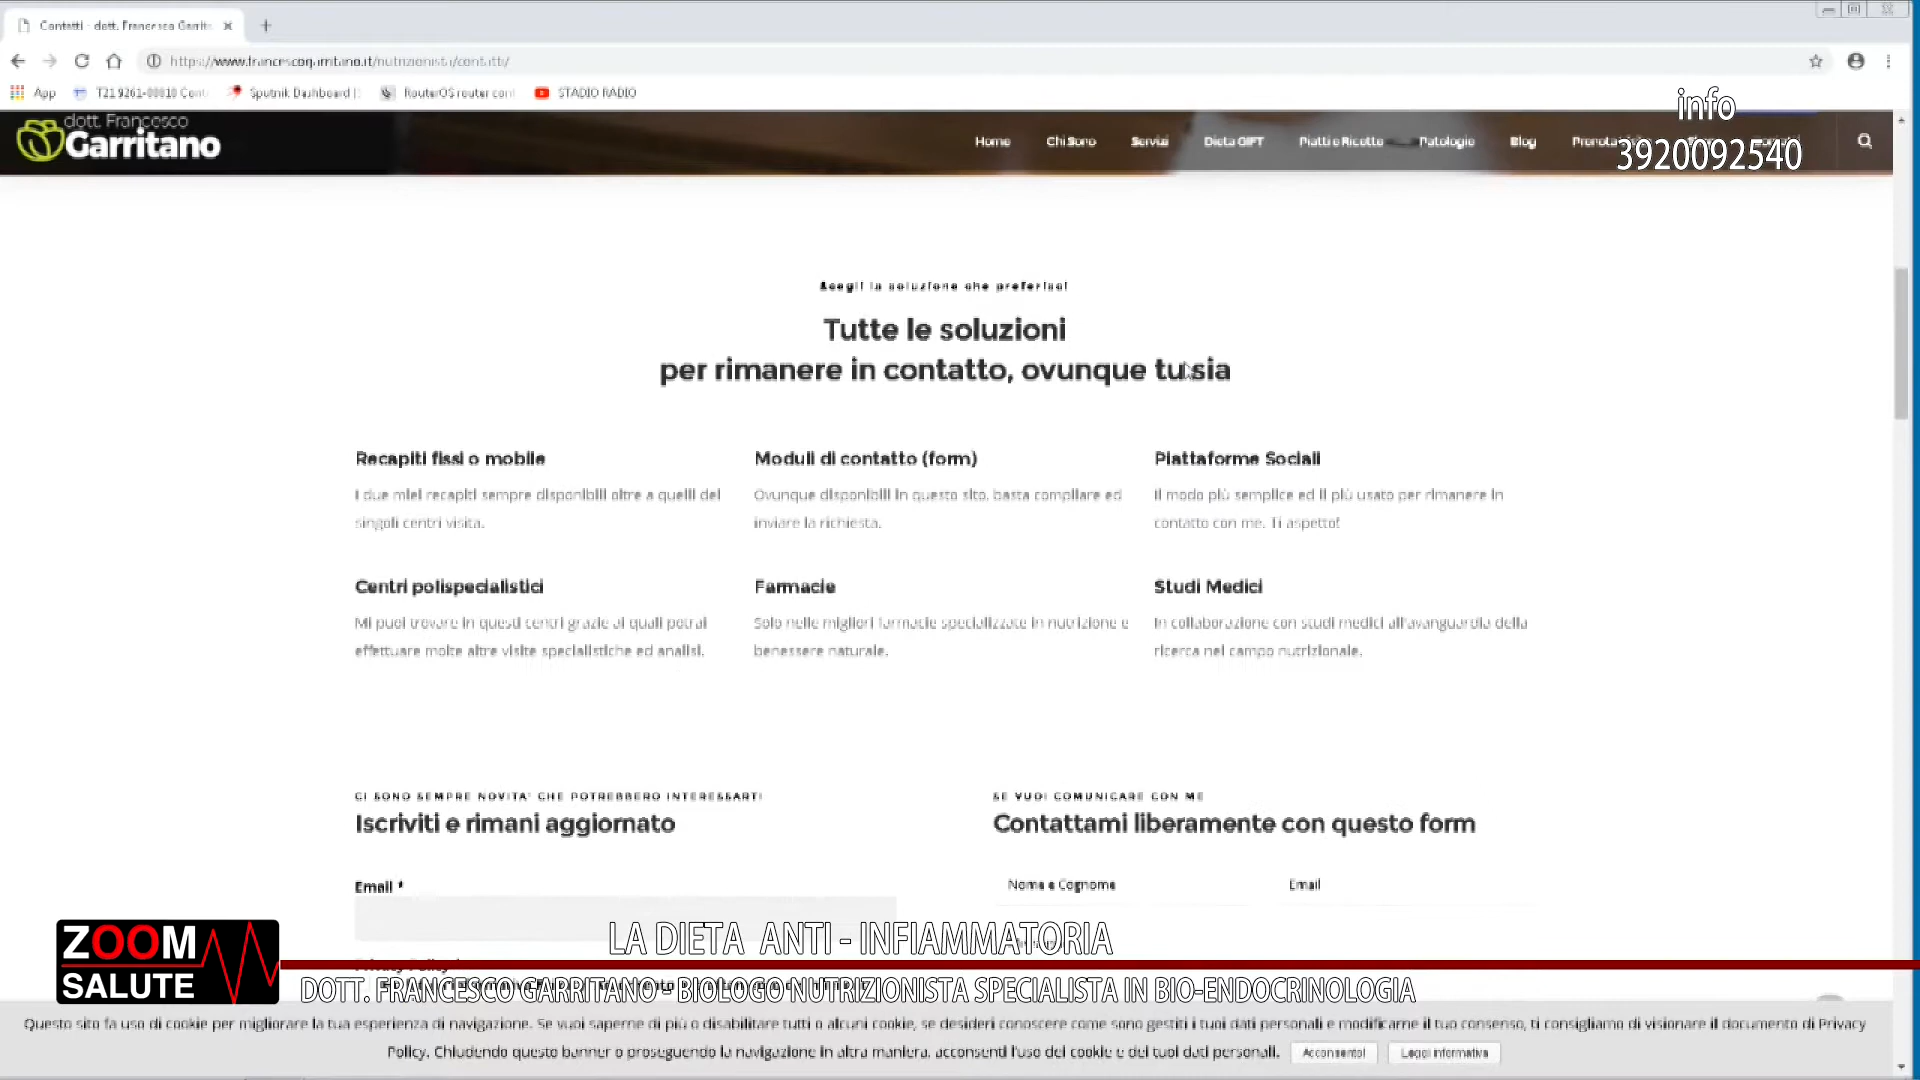 Contatti - dott. Francesco Garrita
https://www.francescogarritano.it/nutrizionista/contatti/
App
Sputnik Dashboard |
RouterOS router conf
STADIO RADIO
dott. Francesco
Garritano
Home
Chi Sono
Servizi
Dieta GIFT
Piatti e Ricette
Patologie
Blog
Prenota
info
3920092540
Scegli la soluzione che preferisci
Tutte le soluzioni
per rimanere in contatto, ovunque tu sia
Recapiti fissi o mobile
I due miei recapiti sempre disponibili oltre a quelli dei
singoli centri visita.
Moduli di contatto (form)
Ovunque disponibili in questo sito, basta compilare ed
inviare la richiesta.
Piattaforme Sociali
Il modo più semplice ed il più usato per rimanere in
contatto con me. Ti aspetto!
Centri polispecialistici
Mi puoi trovare in questi centri grazie ai quali potrai
effettuare molte altre visite specialistiche ed analisi.
Farmacie
Solo nelle migliori farmacie specializzate in nutrizione e
benessere naturale.
Studi Medici
In collaborazione con studi medici all'avanguardia della
ricerca nel campo nutrizionale.
CI SONO SEMPRE NOVITA' CHE POTREBBERO INTERESSARTI
Iscriviti e rimani aggiornato
Email *
SE VUOI COMUNICARE CON ME
Contattami liberamente con questo form
Nome e Cognome
Email
ZOOM
SALUTE
LA DIETA ANTI - INFIAMMATORIA
DOTT. FRANCESCO GARRITANO - BIOLOGO NUTRIZIONISTA SPECIALISTA IN BIO-ENDOCRINOLOGIA
Questo sito fa uso di cookie per migliorare la tua esperienza di navigazione. Se vuoi saperne di più o disabilitare tutti o alcuni cookie, se desideri conoscere come sono gestiti i tuoi dati personali e modificarne il tuo consenso, ti consigliamo di visionare il documento di Privacy
Policy. Chiudendo questo banner o proseguendo la navigazione in altra maniera, acconsenti l'uso dei cookie e dei tuoi dati personali.
Acconsento!
Leggi informativa